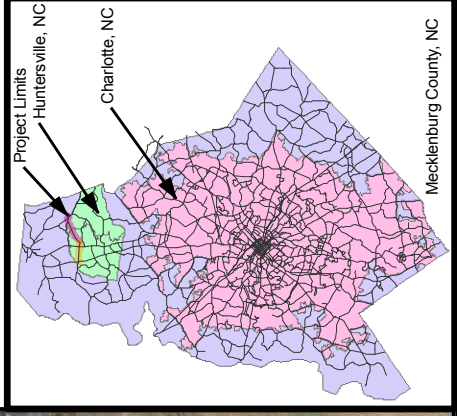 Project Limits
Huntersville, NC
Charlotte, NC
Mecklenburg County, NC